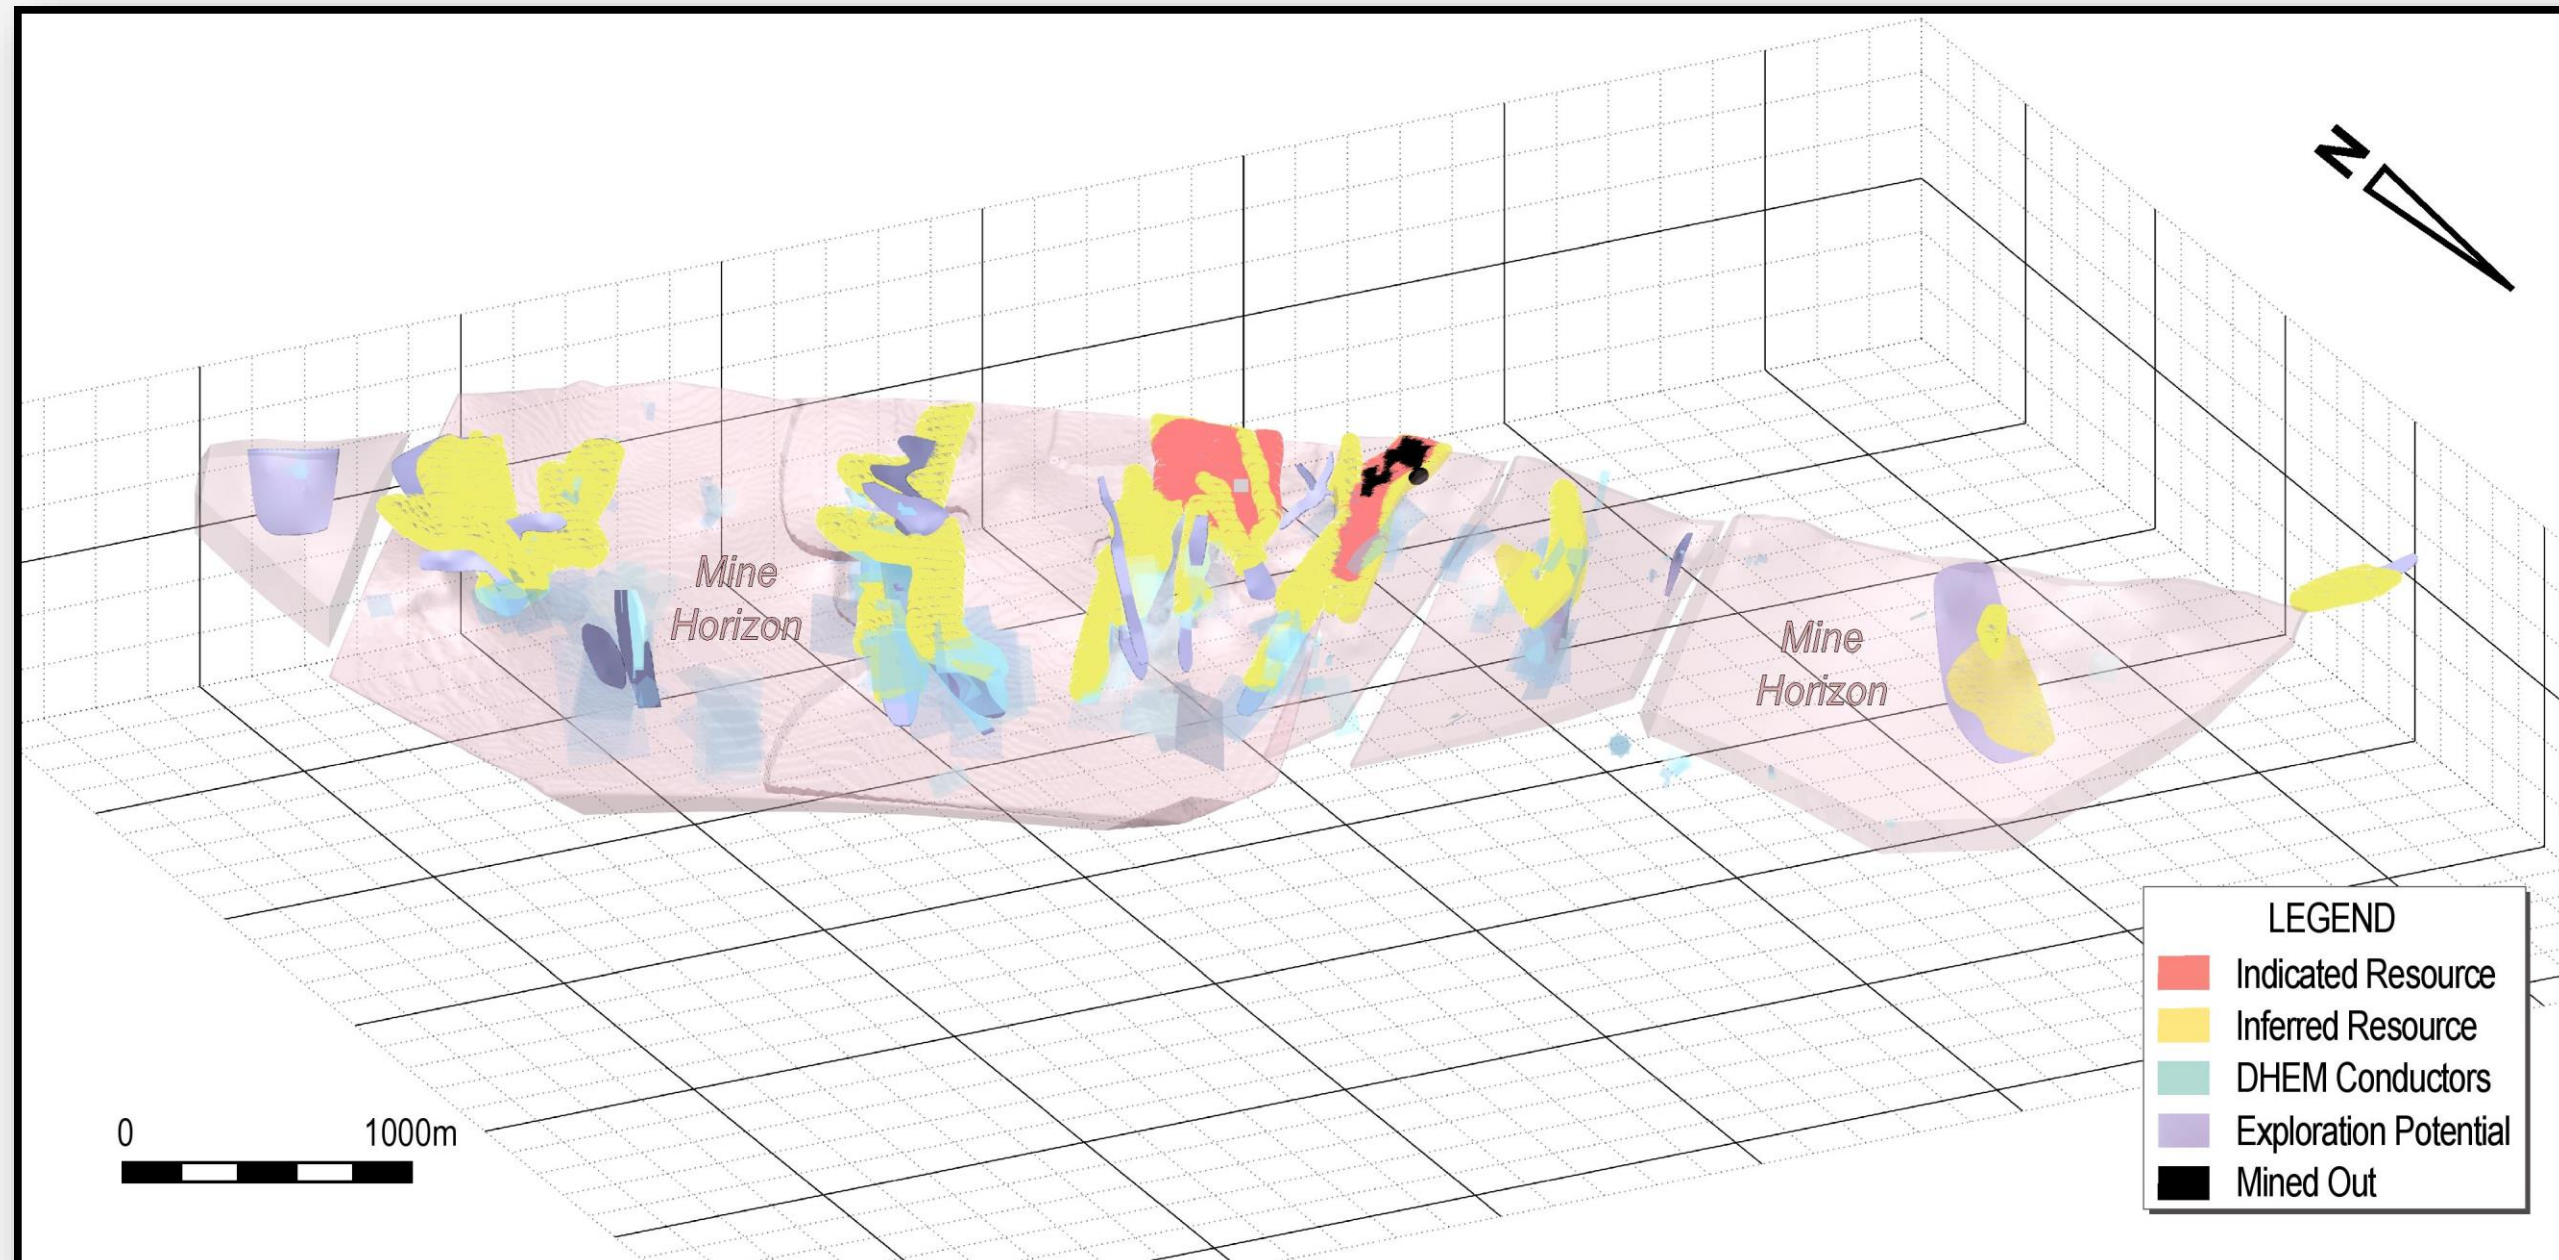 N
Mine
Horizon
Mine
Horizon
LEGEND
Indicated Resource
Inferred Resource
DHEM Conductors
Exploration Potential
Mined Out
0 1000m